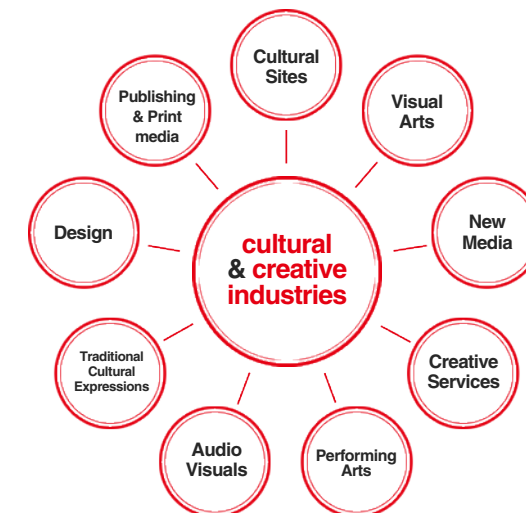 Cultural
Sites
Visual
Arts
New
Media
Creative
Services
Performing
Arts
Audio
Visuals
Traditional
Cultural
Expressions
Design
Publishing
& Print
media
cultural
& creative
industries